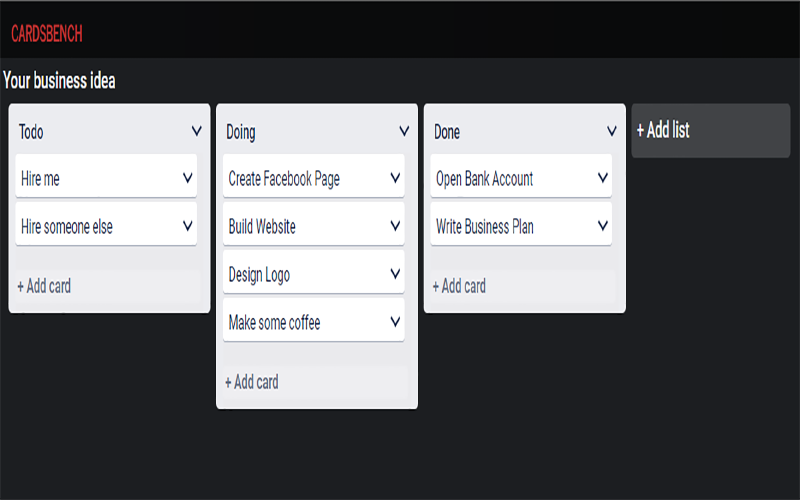 CARDSBENCH
Your business idea
Todo
Hire me
Hire someone else
+ Add card
Doing
Create Facebook Page
Build Website
Design Logo
Make some coffee
+ Add card
Done
Open Bank Account
Write Business Plan
+ Add card
+ Add list